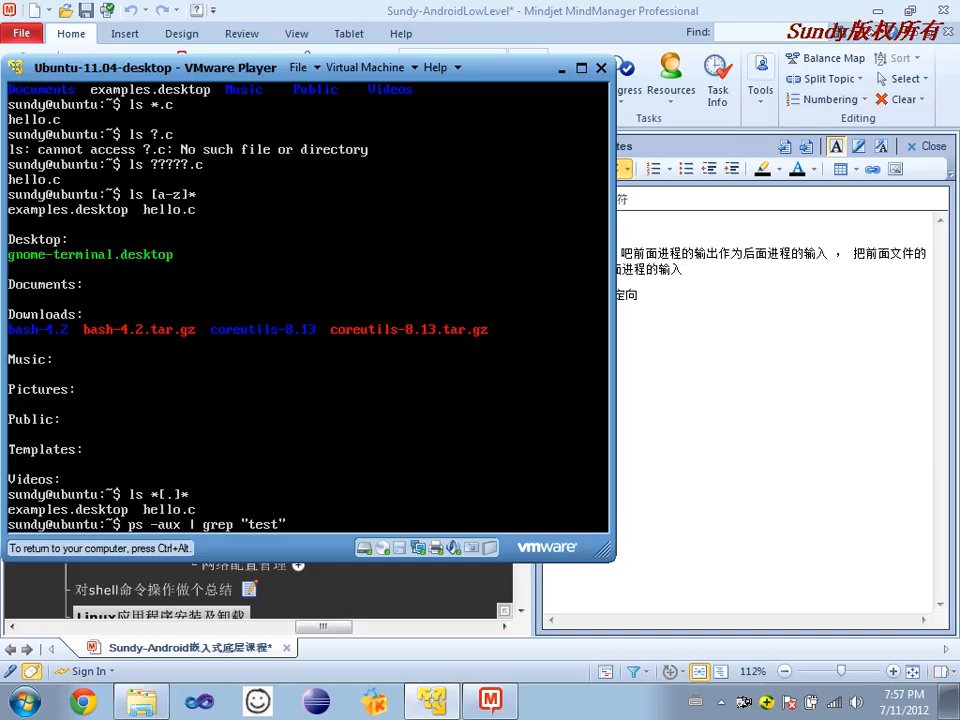 Sundy-AndroidLowLevel* - Mindjet MindManager Professional
File
Home
Insert
Design
Review
View
Tablet
Help
Find:
Sundy版权所有
Ubuntu-11.04-desktop - VMware Player
File
Virtual Machine
Help
Resources
Task
Info
Tools
Balance Map
Sort
Split Topic
Select
Numbering
Clear
Tasks
Editing
Close
Documents examples.desktop Music Public Videos
sundy@ubuntu:~$ ls *.c
hello.c
sundy@ubuntu:~$ ls ?.c
ls: cannot access ?.c: No such file or directory
sundy@ubuntu:~$ ls ?????.c
hello.c
sundy@ubuntu:~$ ls [a-z]*
examples.desktop hello.c
Desktop:
gnome-terminal.desktop
Documents:
Downloads:
bash-4.2 bash-4.2.tar.gz coreutils-8.13 coreutils-8.13.tar.gz
Music:
Pictures:
Public:
Templates:
Videos:
sundy@ubuntu:~$ ls *[.]*
examples.desktop hello.c
sundy@ubuntu:~$ ps -aux | grep "test"
To return to your computer, press Ctrl+Alt.
vmware
符
吧前面进程的输出作为后面进程的输入 ， 把前面文件的
面进程的输入
定向
网络配置管理
对shell命令操作做个总结
Linux应用程序安装及卸载
Sundy-Android嵌入式底层课程*
Sign In
112%
7:57 PM
7/11/2012